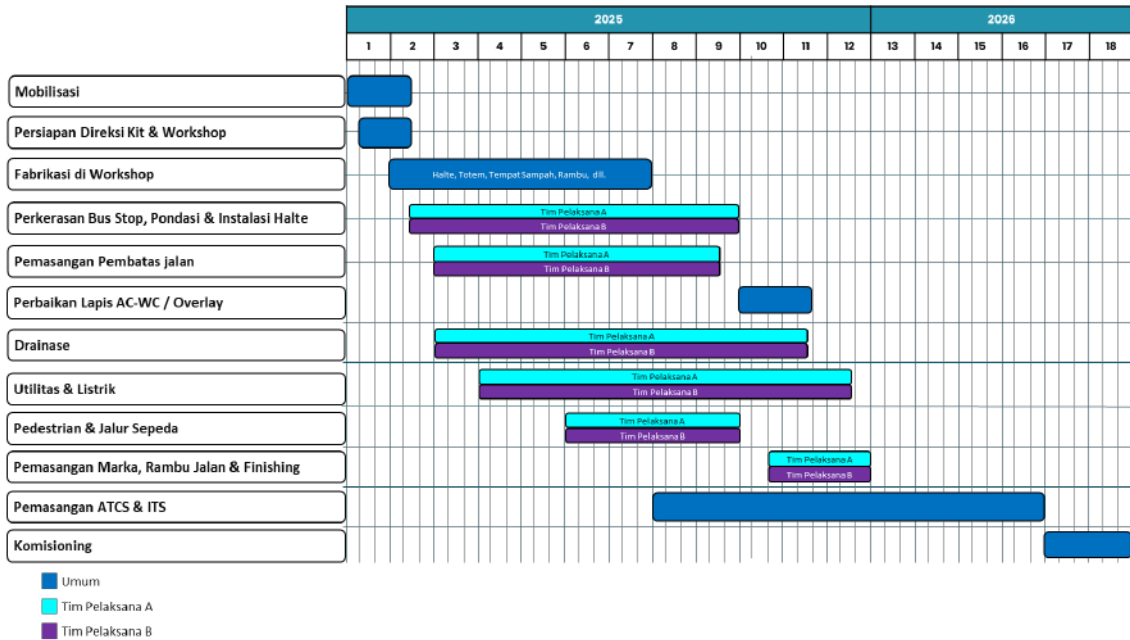 2025 2026
1 2 3 4 5 6 7 8 9 10 11 12 13 14 15 16 17 18
Mobilisasi
Persiapan Direksi Kit & Workshop
Fabrikasi di Workshop
Halte, Totem, Tempat Sampah, Rambu, dll.
Perkerasan Bus Stop, Pondasi & Instalasi Halte
Tim Pelaksana A
Tim Pelaksana B
Pemasangan Pembatas jalan
Tim Pelaksana A
Tim Pelaksana B
Perbaikan Lapis AC-WC / Overlay
Drainase
Tim Pelaksana A
Tim Pelaksana B
Utilitas & Listrik
Tim Pelaksana A
Tim Pelaksana B
Pedestrian & Jalur Sepeda
Tim Pelaksana A
Tim Pelaksana B
Pemasangan Marka, Rambu Jalan & Finishing
Tim Pelaksana A
Tim Pelaksana B
Pemasangan ATCS & ITS
Komisioning
Umum
Tim Pelaksana A
Tim Pelaksana B